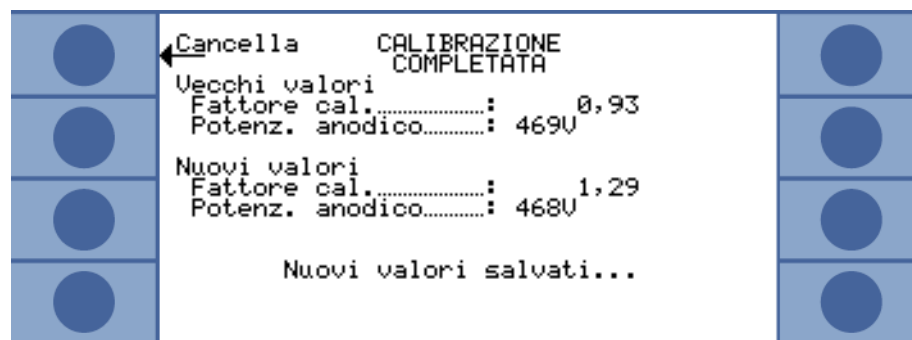 Cancella CALIBRAZIONE
COMPLETATA
Vecchi valori
Fattore cal...................: 0,93
Potenz. anodico...........: 469V
Nuovi valori
Fattore cal...................: 1,29
Potenz. anodico...........: 468V
Nuovi valori salvati...